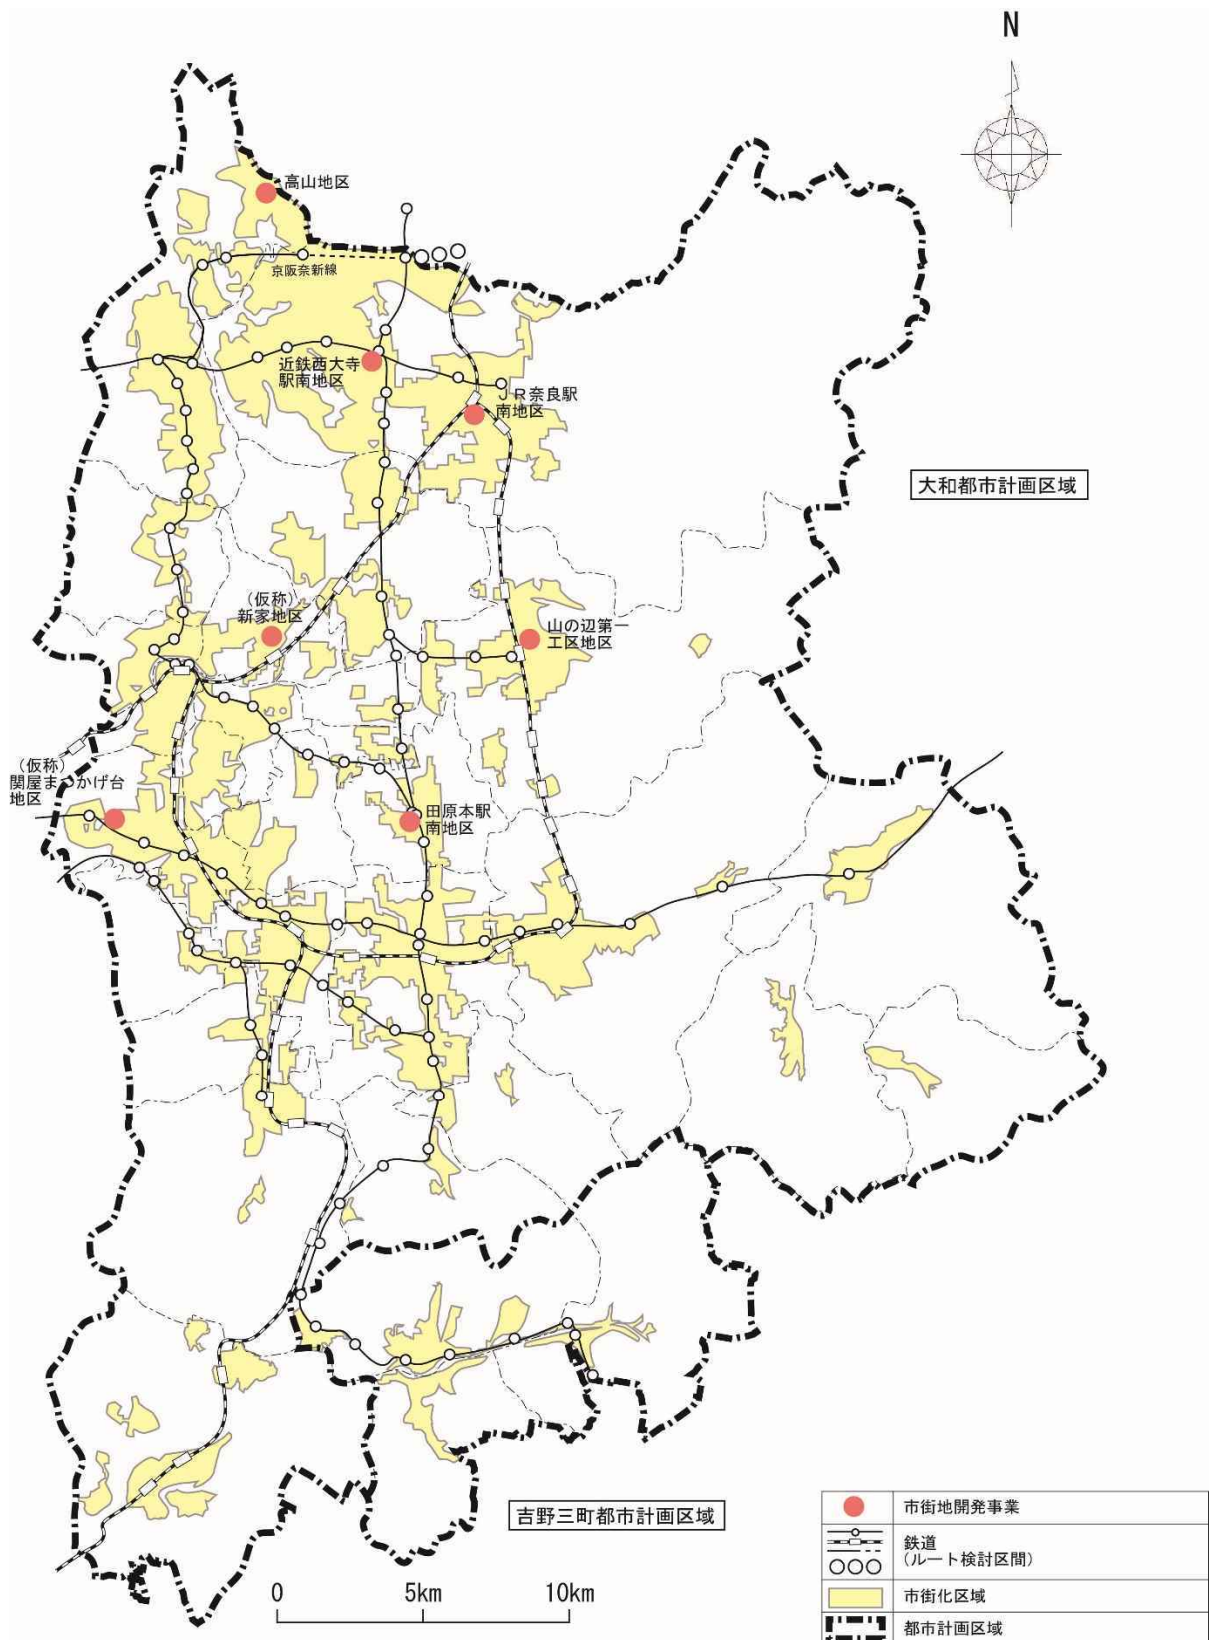 N
高山地区
京阪奈新線
近鉄西大寺
駅南地区
JR奈良駅
南地区
大和都市計画区域
(仮称)
新家地区
山の辺第一
工区地区
(仮称)
関屋まつかげ台
地区
田原本駅
南地区
吉野三町都市計画区域
0 5km 10km
市街地開発事業
鉄道
(ルート検討区間)
市街化区域
都市計画区域